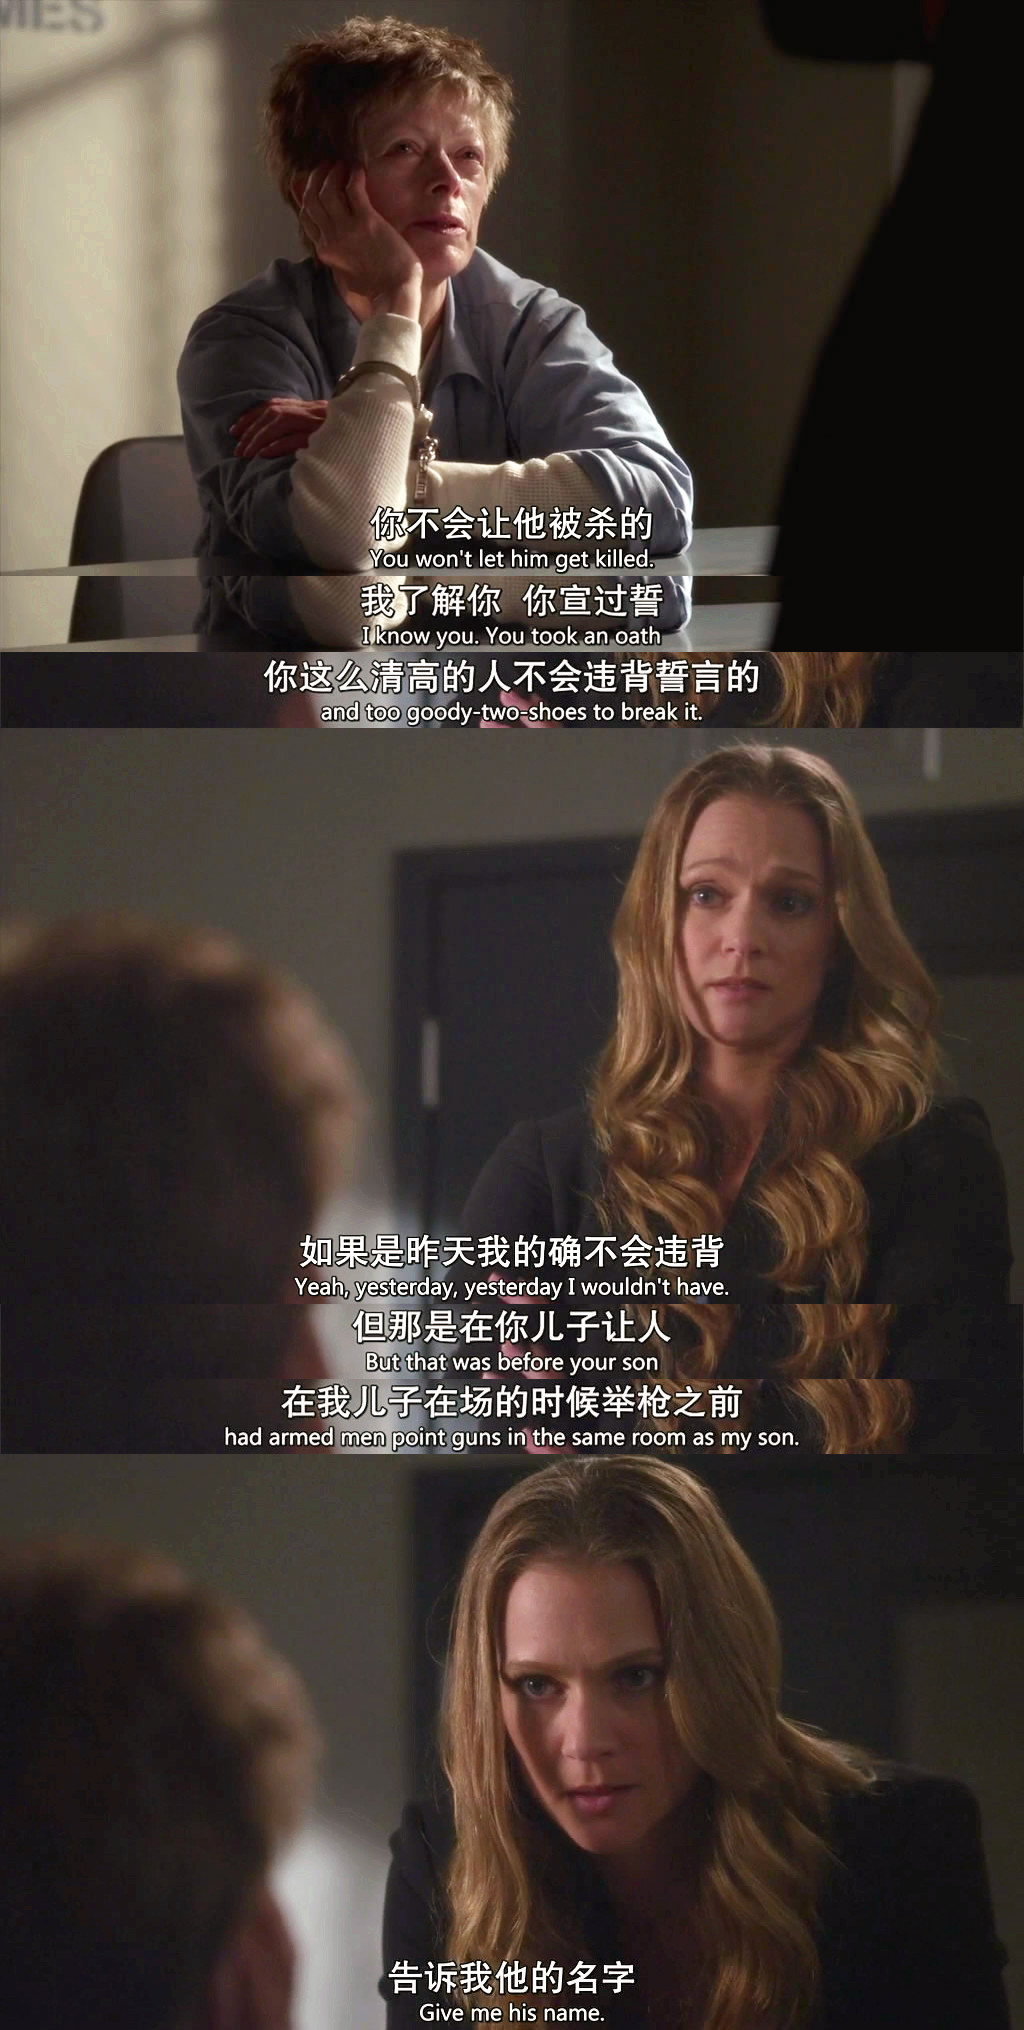 MES
你不会让他被杀的
You won't let him get killed.
我了解你 你宣过誓
I know you. You took an oath
你这么清高的人不会违背誓言的
and too goody-two-shoes to break it.
如果是昨天我的确不会违背
Yeah, yesterday, yesterday I wouldn't have.
但那是在你儿子让人
But that was before your son
在我儿子在场的时候举枪之前
had armed men point guns in the same room as my son.
告诉我他的名字
Give me his name.